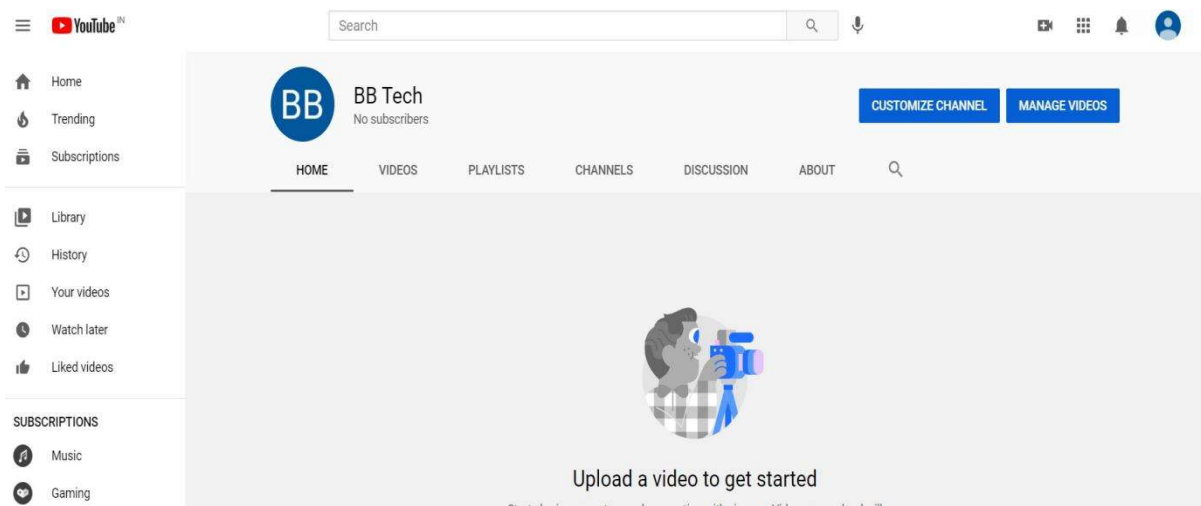 YouTube IN
Search
Home
Trending
Subscriptions
Library
History
Your videos
Watch later
Liked videos
SUBSCRIPTIONS
Music
Gaming
BB
BB Tech
No subscribers
CUSTOMIZE CHANNEL
MANAGE VIDEOS
HOME
VIDEOS
PLAYLISTS
CHANNELS
DISCUSSION
ABOUT
Upload a video to get started